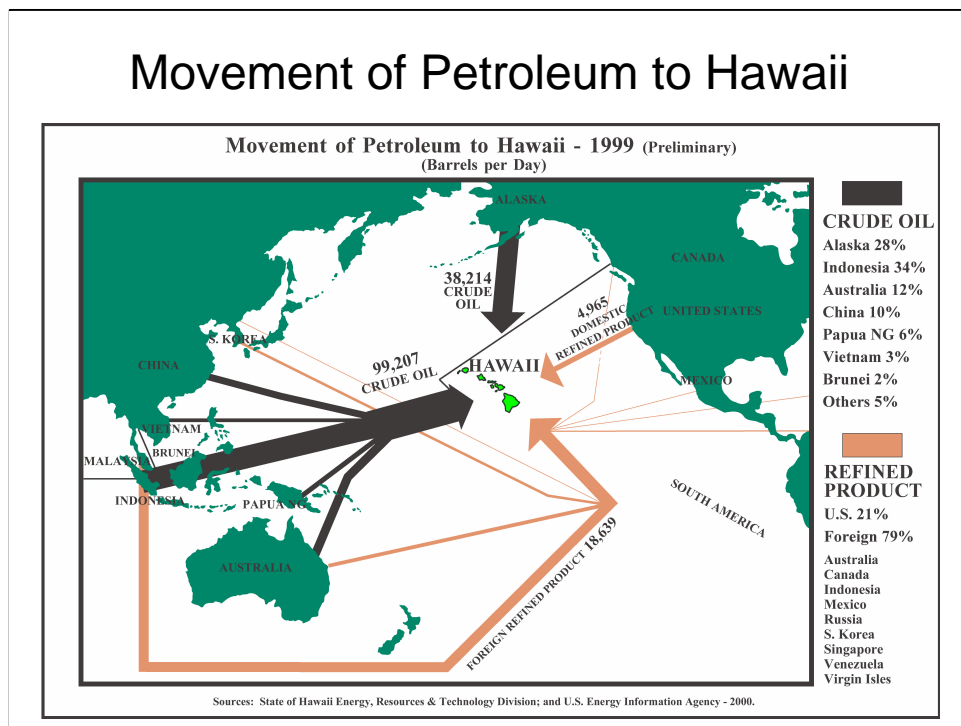 Movement of Petroleum to Hawaii
Movement of Petroleum to Hawaii - 1999 (Preliminary)
(Barrels per Day)
ALASKA
CANADA
UNITED STATES
MEXICO
SOUTH AMERICA
HAWAII
S. KOREA
CHINA
VIETNAM
BRUNEI
MALAYSIA
INDONESIA
PAPUA NG
AUSTRALIA
38,214
CRUDE
OIL
99,207
CRUDE OIL
4,965
DOMESTIC
REFINED PRODUCT
FOREIGN REFINED PRODUCT 18,639
CRUDE OIL
Alaska 28%
Indonesia 34%
Australia 12%
China 10%
Papua NG 6%
Vietnam 3%
Brunei 2%
Others 5%
REFINED
PRODUCT
U.S. 21%
Foreign 79%
Australia
Canada
Indonesia
Mexico
Russia
S. Korea
Singapore
Venezuela
Virgin Isles
Sources: State of Hawaii Energy, Resources & Technology Division; and U.S. Energy Information Agency - 2000.